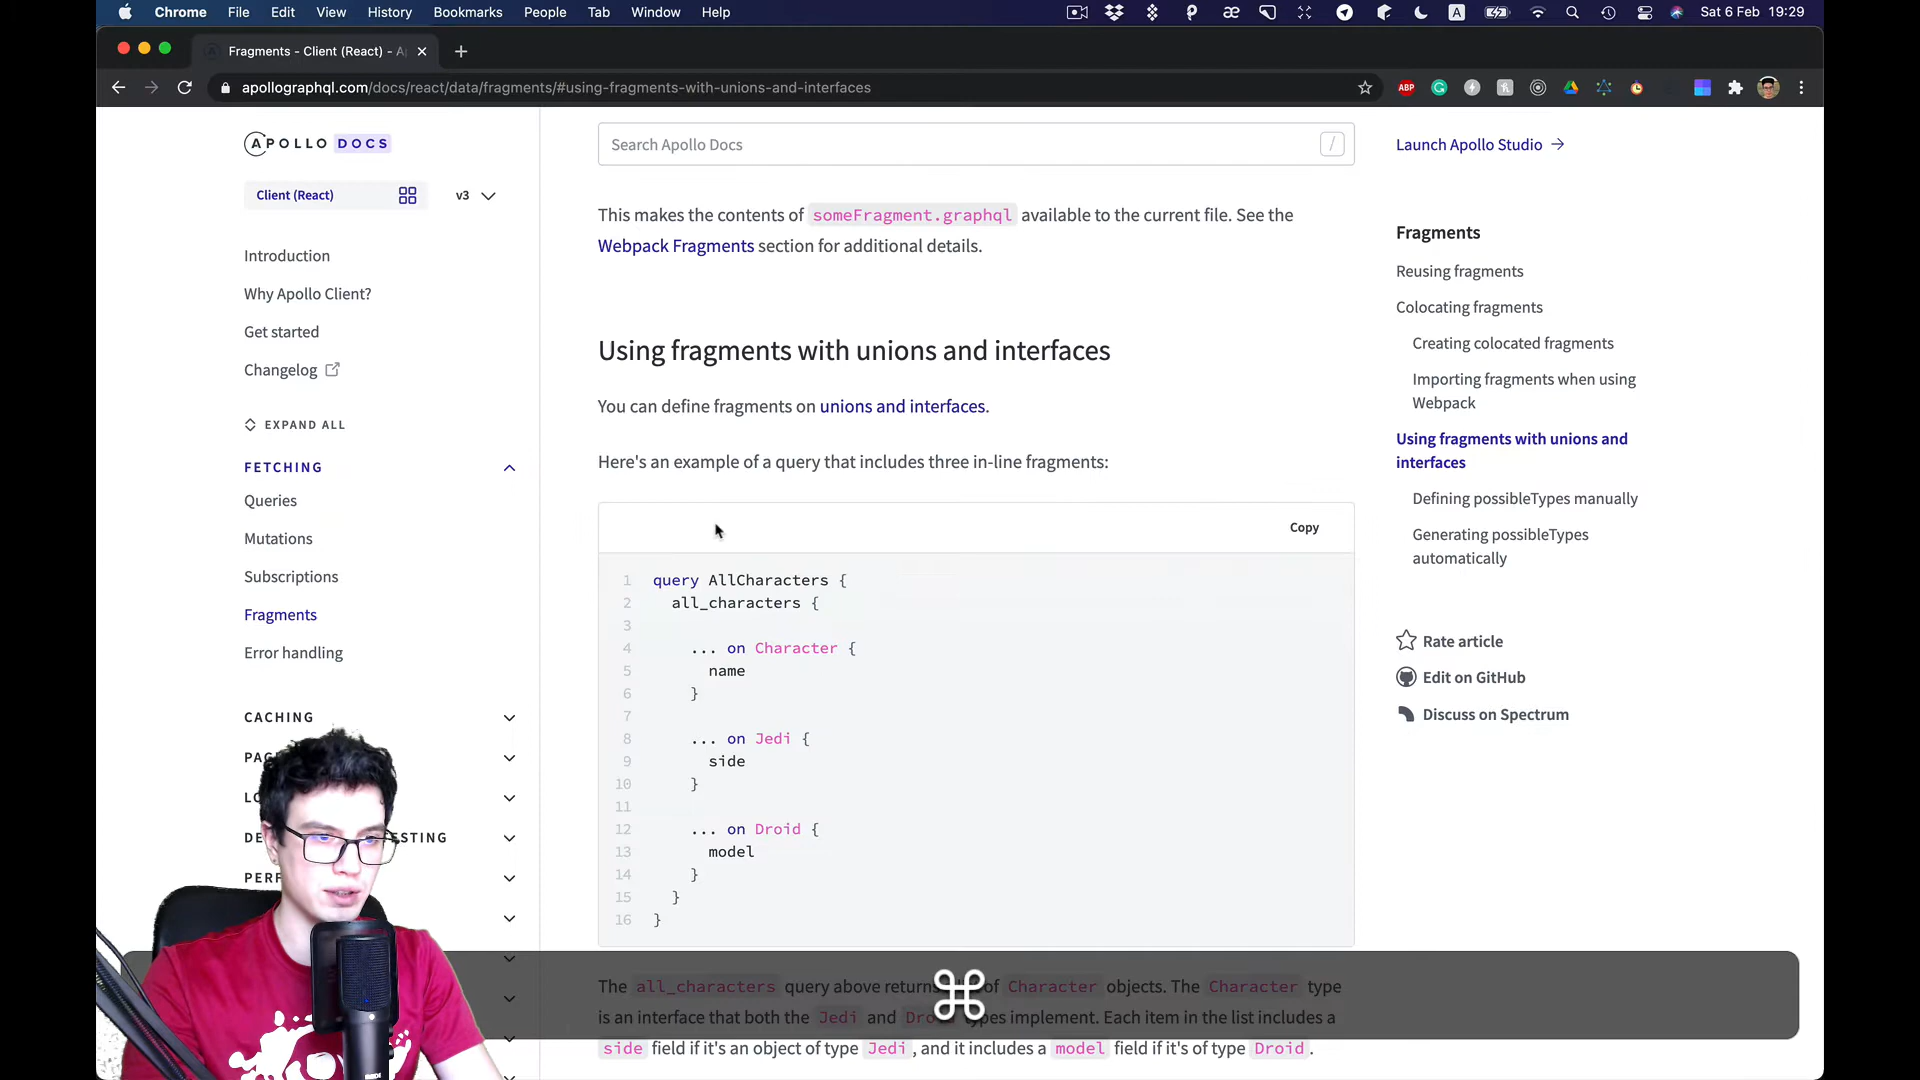 Chrome File Edit View History Bookmarks People Tab Window Help
A Sat 6 Feb 19:29
Fragments - Client (React) - A
apollographql.com/docs/react/data/fragments/#using-fragments-with-unions-and-interfaces
ABP
APOLLO DOCS
Client (React)
v3
Introduction
Why Apollo Client?
Get started
Changelog
EXPAND ALL
FETCHING
Queries
Mutations
Subscriptions
Fragments
Error handling
CACHING
PAG
LO
DE
ESTING
PERF
Search Apollo Docs /
This makes the contents of someFragment.graphql available to the current file. See the
Webpack Fragments section for additional details.
Using fragments with unions and interfaces
You can define fragments on unions and interfaces.
Here's an example of a query that includes three in-line fragments:
Copy
1 query AllCharacters {
2 all_characters {
3
4 ... on Character {
5 name
6 }
7
8 ... on Jedi {
9 side
10 }
11
12 ... on Droid {
13 model
14 }
15 }
16 }
The all_characters query above returns of Character objects. The Character type
is an interface that both the Jedi and Dro types implement. Each item in the list includes a
side field if it's an object of type Jedi, and it includes a model field if it's of type Droid.
⌘
Launch Apollo Studio →
Fragments
Reusing fragments
Colocating fragments
Creating colocated fragments
Importing fragments when using
Webpack
Using fragments with unions and
interfaces
Defining possibleTypes manually
Generating possibleTypes
automatically
Rate article
Edit on GitHub
Discuss on Spectrum